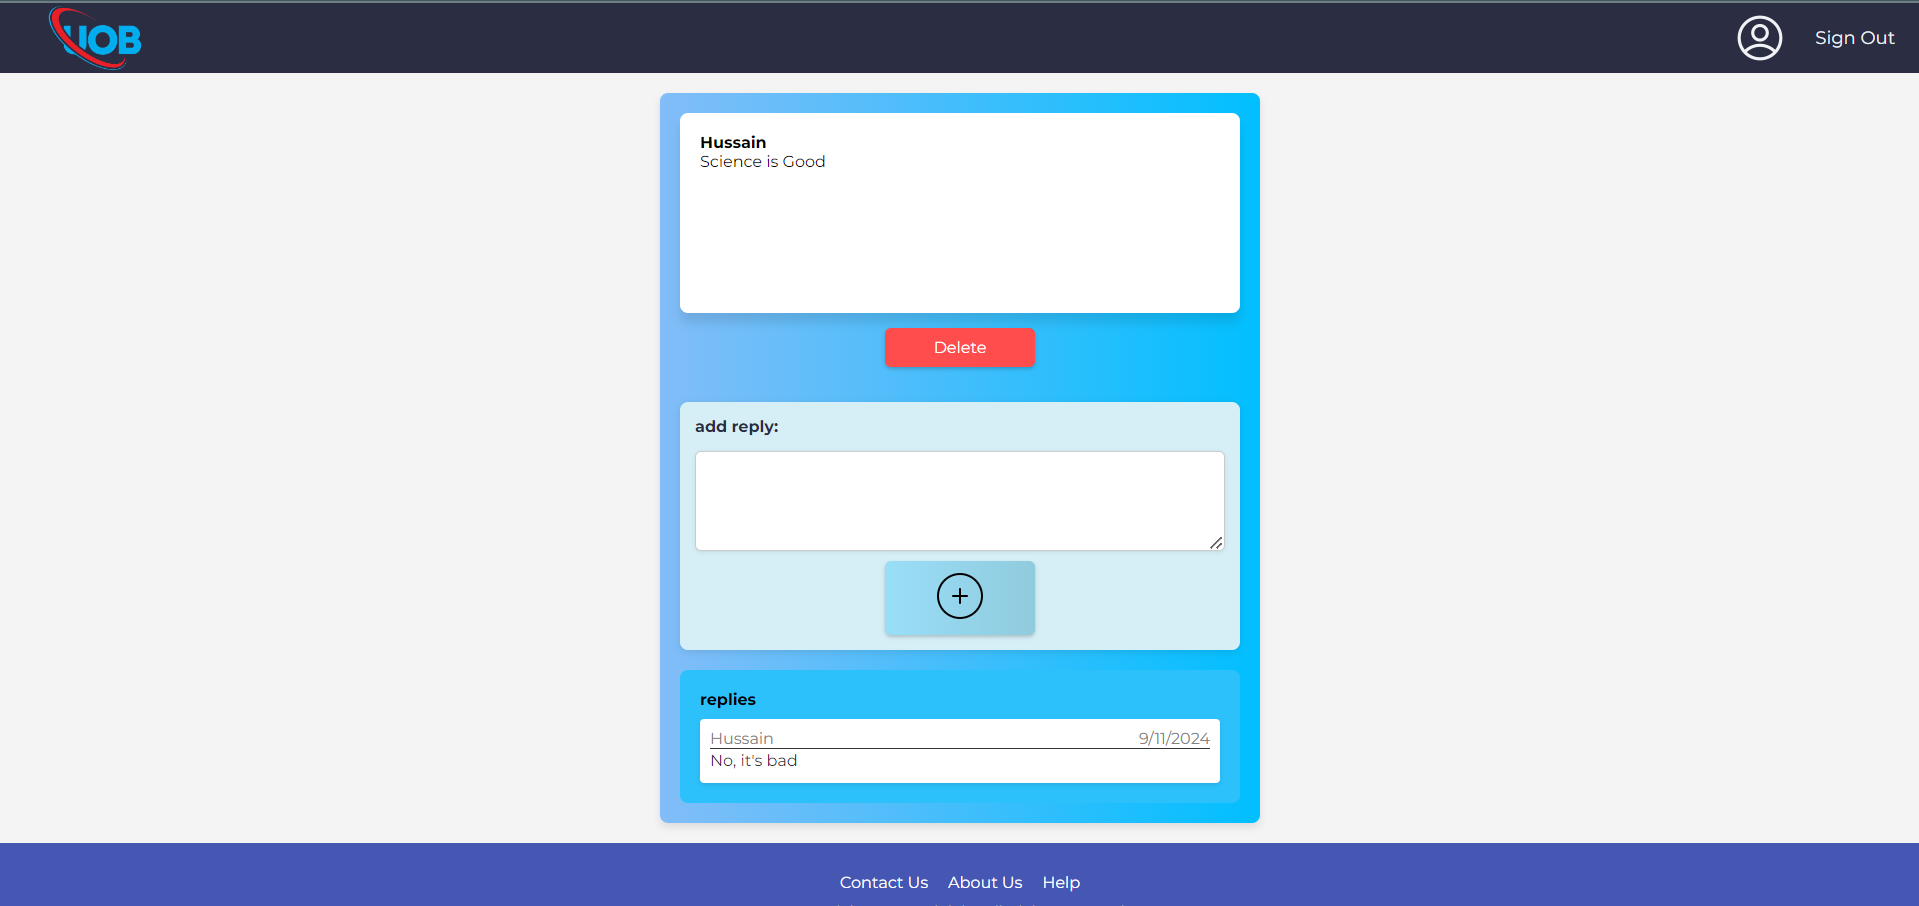 UOB
Sign Out
Hussain
Science is Good
Delete
add reply:
replies
Hussain 9/11/2024
No, it's bad
Contact Us About Us Help